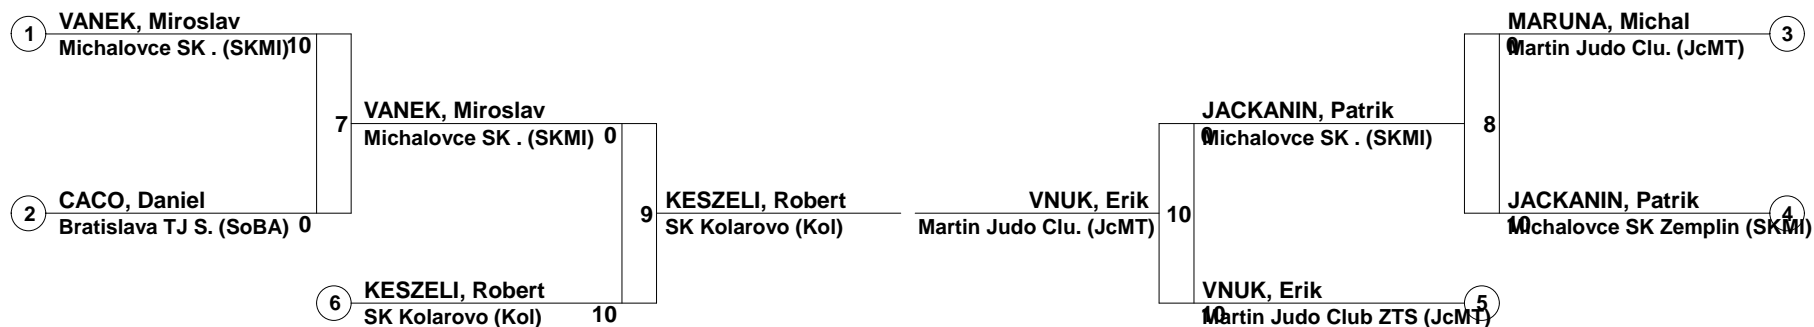 1
VANEK, Miroslav
Michalovce SK . (SKMI) 10
2
CACO, Daniel
Bratislava TJ S. (SoBA) 0
7
VANEK, Miroslav
Michalovce SK . (SKMI) 0
6
KESZELI, Robert
SK Kolarovo (Kol) 10
9
KESZELI, Robert
SK Kolarovo (Kol)
VNUK, Erik
Martin Judo Clu. (JcMT)
10
JACKANIN, Patrik
0 Michalovce SK . (SKMI)
VNUK, Erik
10 Martin Judo Club ZTS (JcMT)
5
8
MARUNA, Michal
0 Martin Judo Clu. (JcMT)
3
JACKANIN, Patrik
10 Michalovce SK Zemplin (SKMI)
4